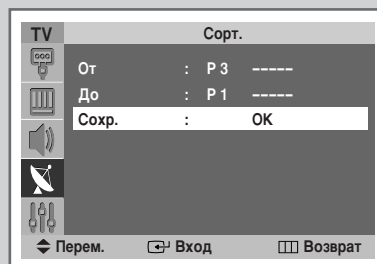 TV Сорт.
От : P 3 -----
До : P 1 -----
Сохр. : OK
Перем. Вход Возврат